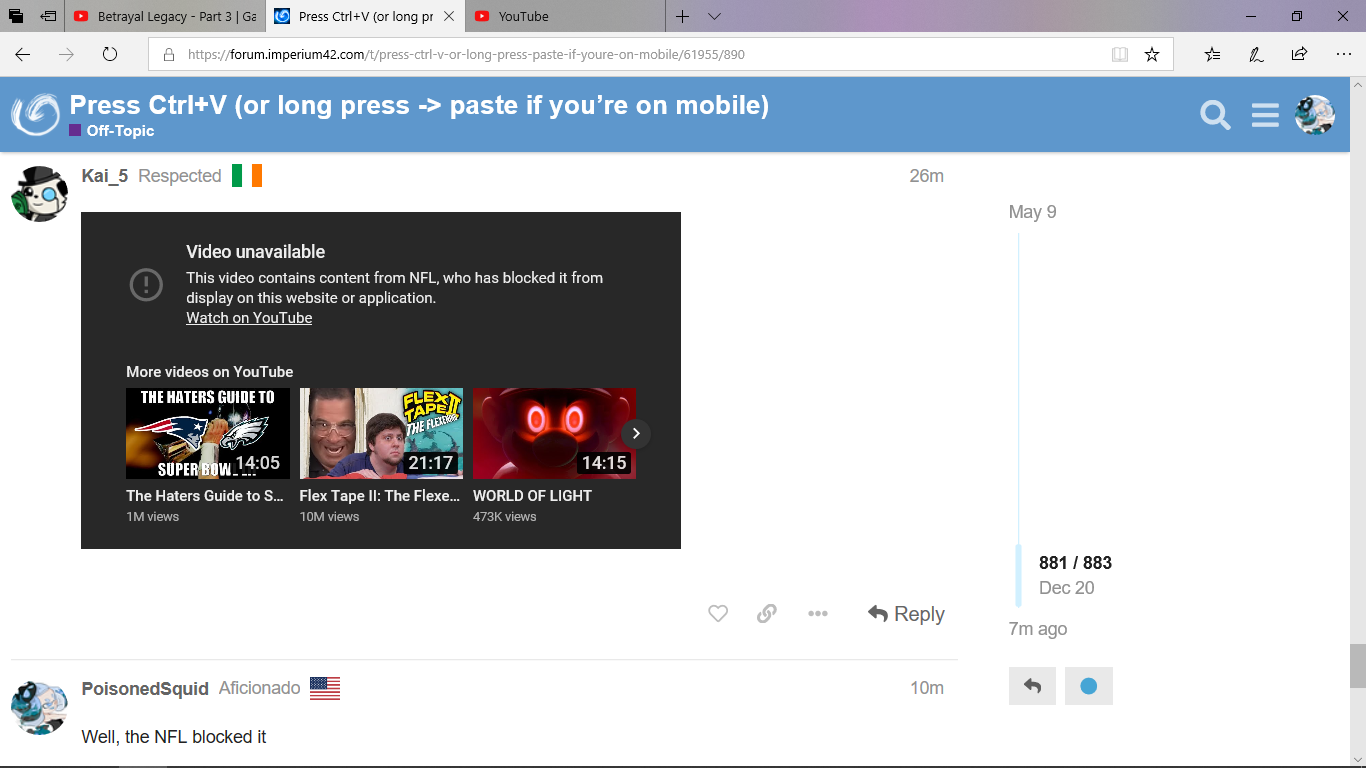 Betrayal Legacy - Part 3 | Ga
Press Ctrl+V (or long pr
YouTube
https://forum.imperium42.com/t/press-ctrl-v-or-long-press-paste-if-youre-on-mobile/61955/890
Press Ctrl+V (or long press -> paste if you’re on mobile)
Off-Topic
Kai_5 Respected 26m
May 9
Video unavailable
This video contains content from NFL, who has blocked it from
display on this website or application.
Watch on YouTube
More videos on YouTube
THE HATERS GUIDE TO
SUPER BOWL
14:05
FLEX TAPE II
THE FLEXENING
21:17
14:15
The Haters Guide to S...
1M views
Flex Tape II: The Flexe...
10M views
WORLD OF LIGHT
473K views
881 / 883
Dec 20
Reply
7m ago
PoisonedSquid Aficionado 10m
Well, the NFL blocked it